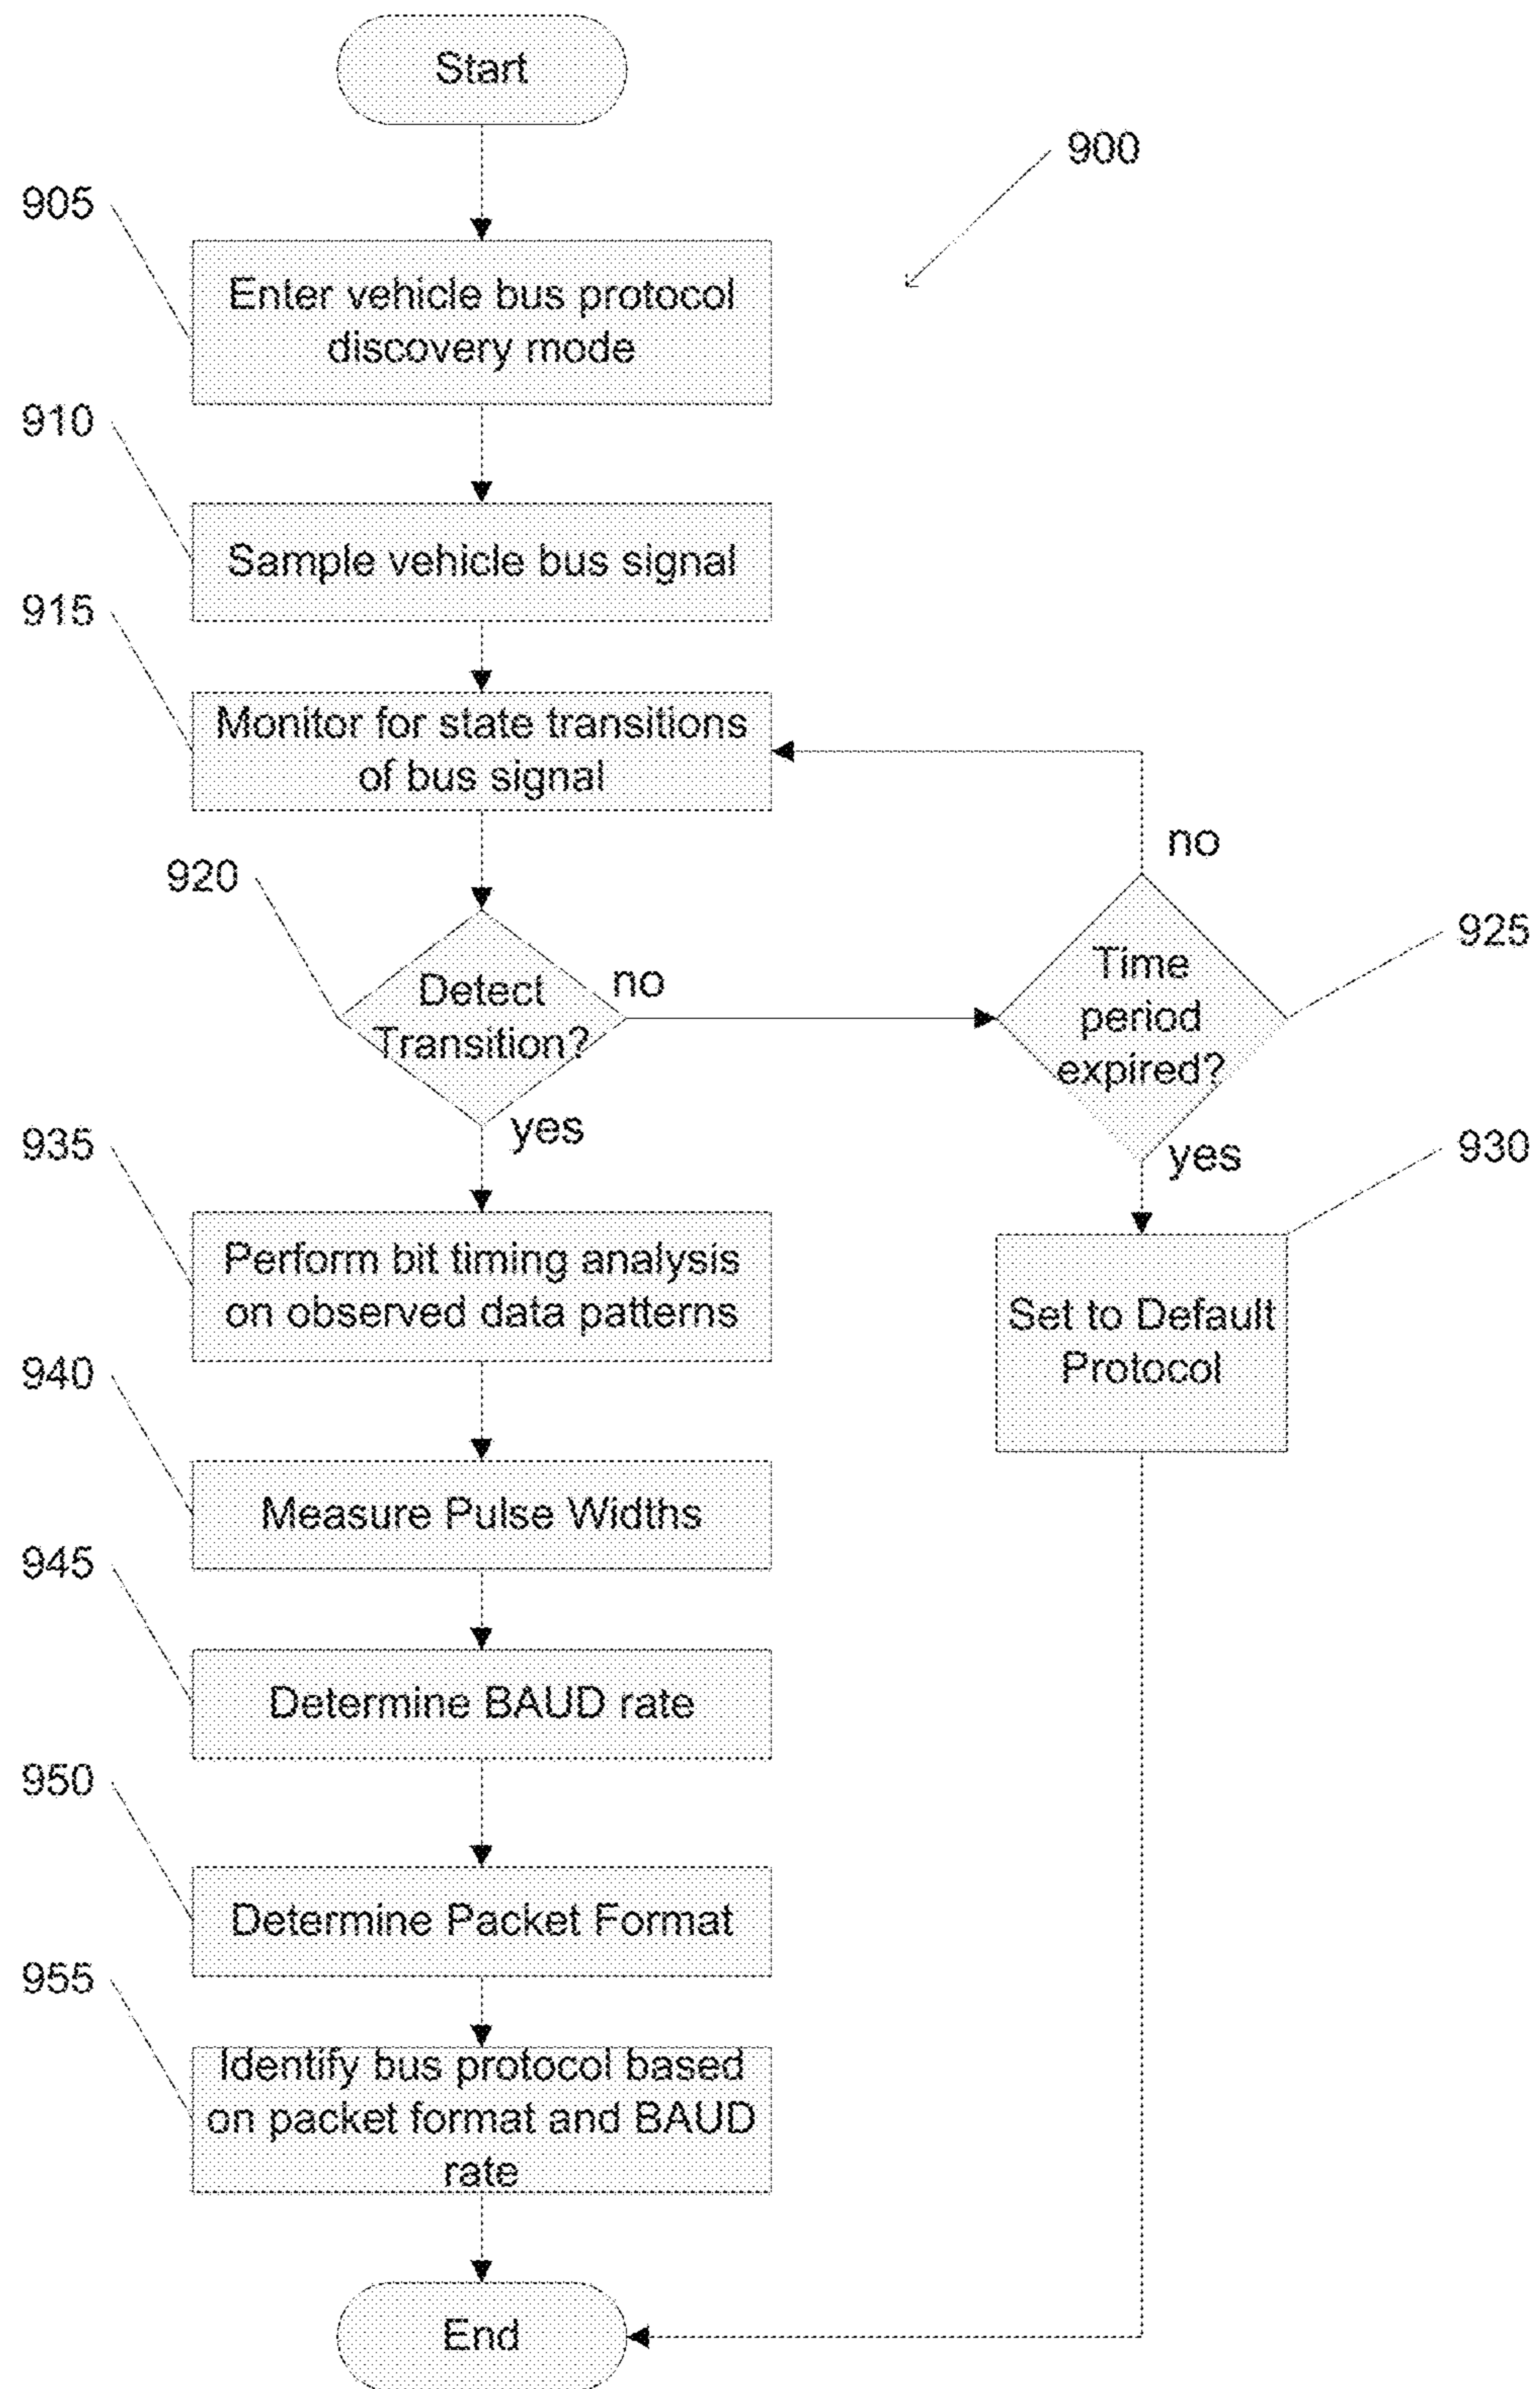 Start
900
905
Enter vehicle bus protocol
discovery mode
910
Sample vehicle bus signal
915
Monitor for state transitions
of bus signal
no
920
Detect
Transition?
no
Time
period
expired?
925
yes
yes
930
935
Perform bit timing analysis
on observed data patterns
Set to Default
Protocol
940
Measure Pulse Widths
945
Determine BAUD rate
950
Determine Packet Format
955
Identify bus protocol based
on packet format and BAUD
rate
End